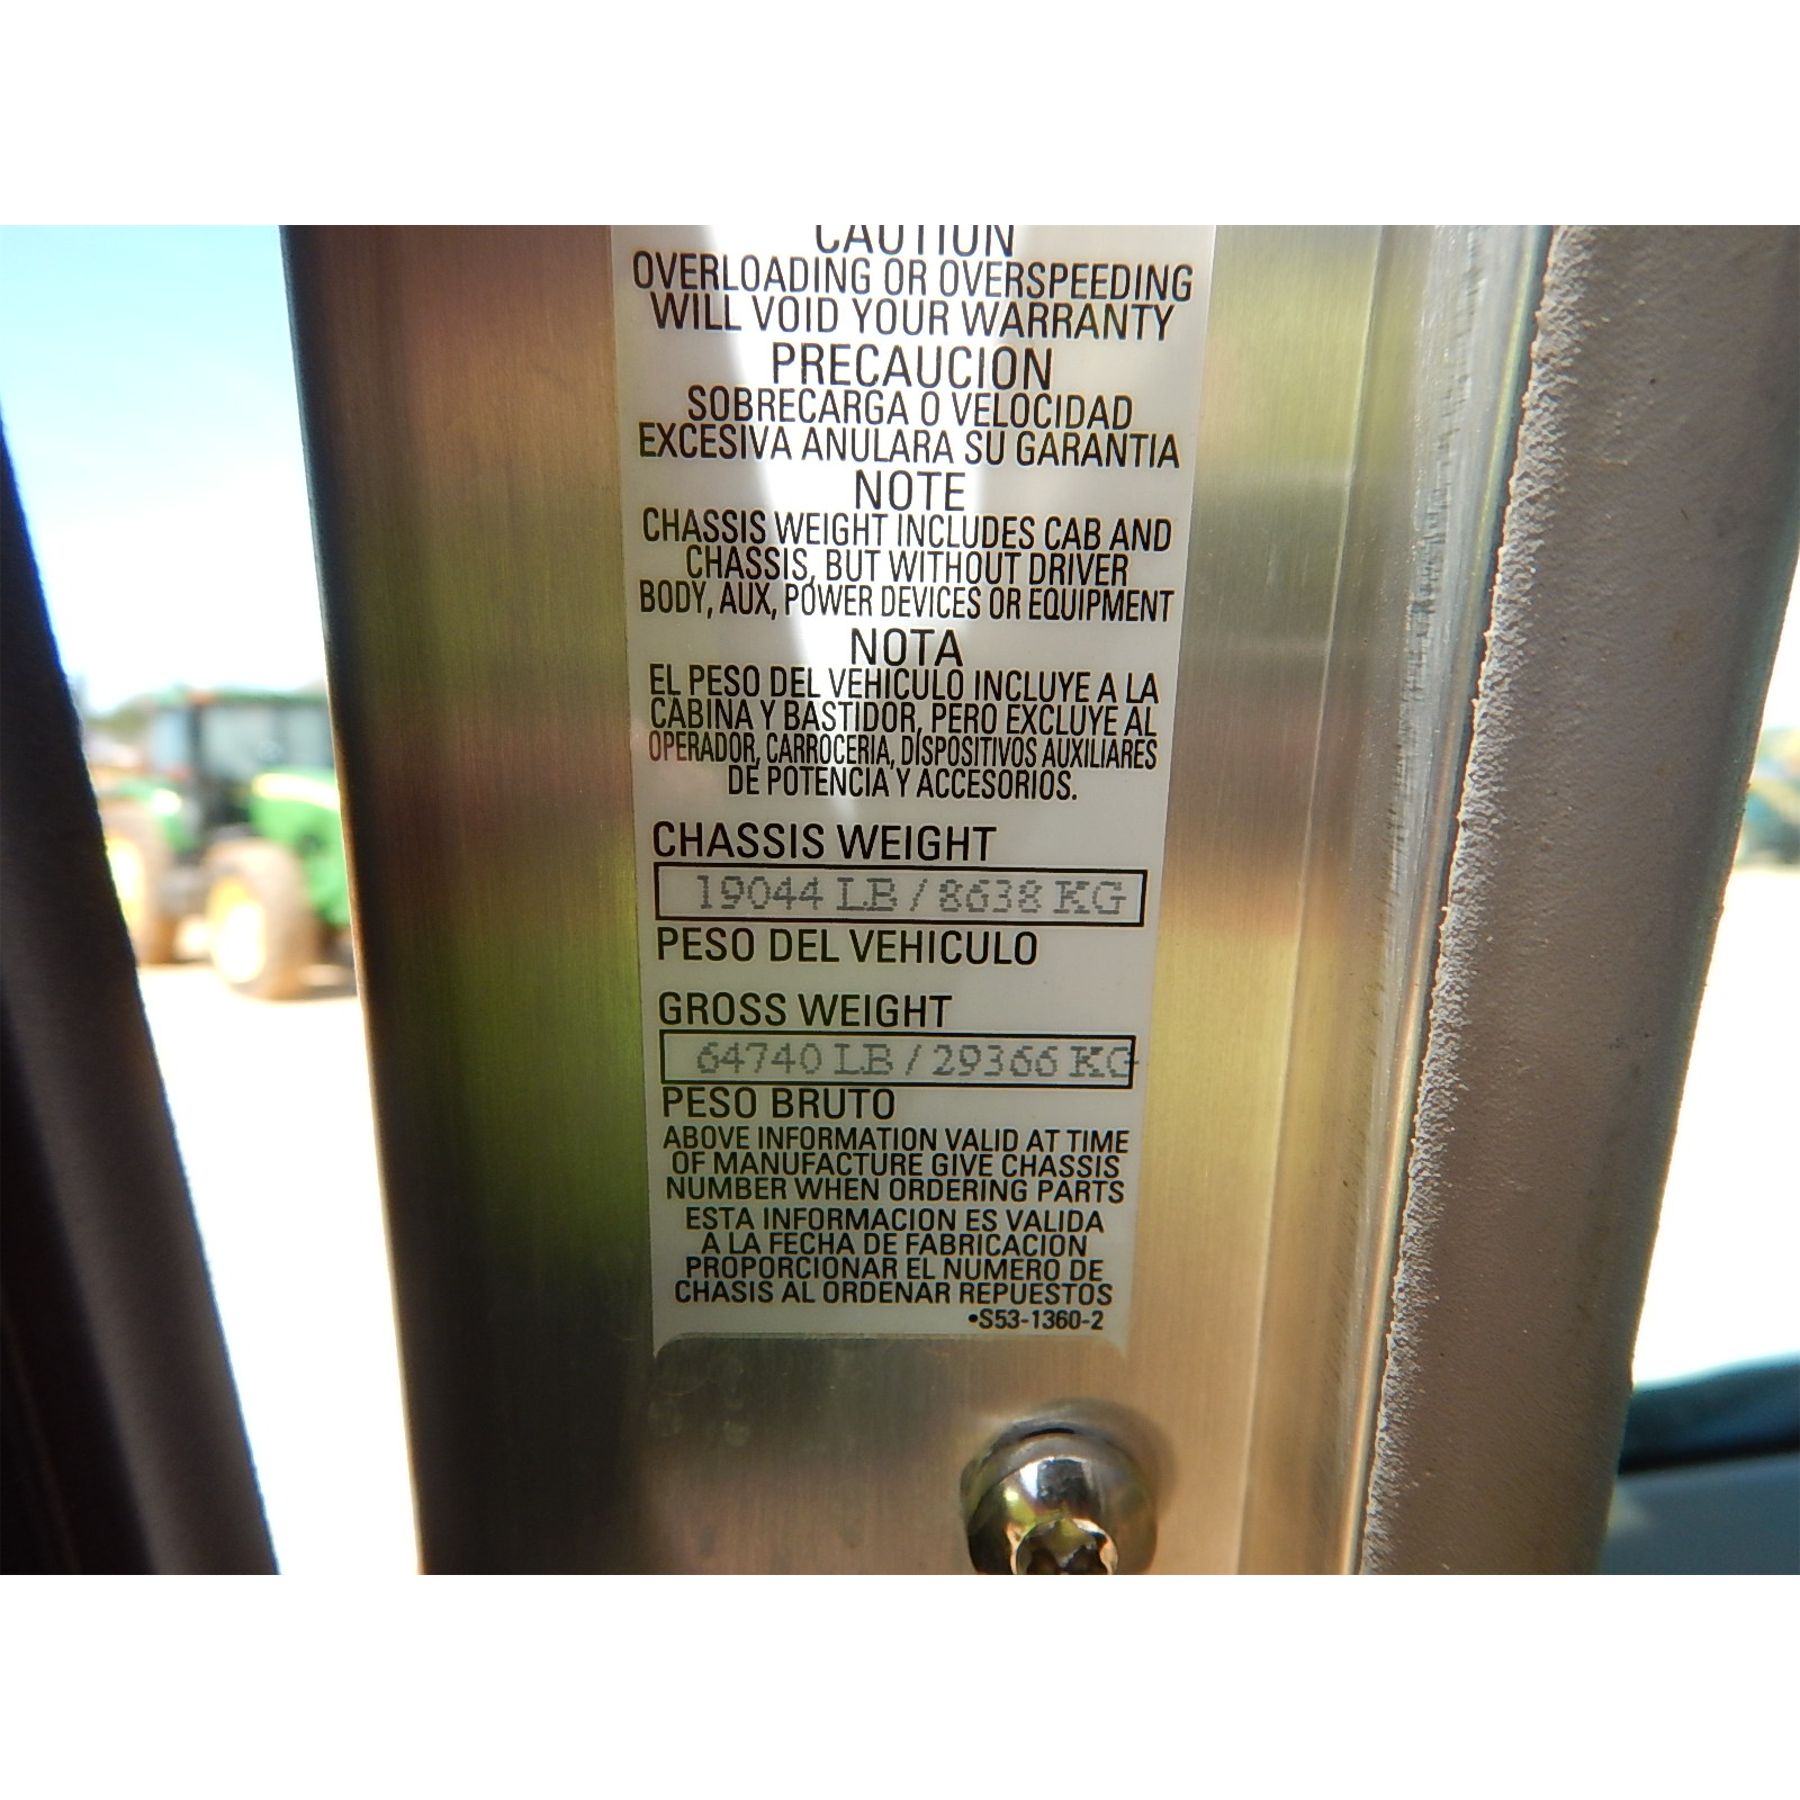 CAUTION
OVERLOADING OR OVERSPEEDING
WILL VOID YOUR WARRANTY
PRECAUCION
SOBRECARGA O VELOCIDAD
EXCESIVA ANULARA SU GARANTIA
NOTE
CHASSIS WEIGHT INCLUDES CAB AND
CHASSIS, BUT WITHOUT DRIVER
BODY, AUX, POWER DEVICES OR EQUIPMENT
NOTA
EL PESO DEL VEHICULO INCLUYE A LA
CABINA Y BASTIDOR, PERO EXCLUYE AL
OPERADOR, CARROCERIA, DISPOSITIVOS AUXILIARES
DE POTENCIA Y ACCESORIOS.
CHASSIS WEIGHT
19044 LB / 8638 KG
PESO DEL VEHICULO
GROSS WEIGHT
64740 LB / 29366 KG
PESO BRUTO
ABOVE INFORMATION VALID AT TIME
OF MANUFACTURE GIVE CHASSIS
NUMBER WHEN ORDERING PARTS
ESTA INFORMACION ES VALIDA
A LA FECHA DE FABRICACION
PROPORCIONAR EL NUMERO DE
CHASIS AL ORDENAR REPUESTOS
•S53-1360-2